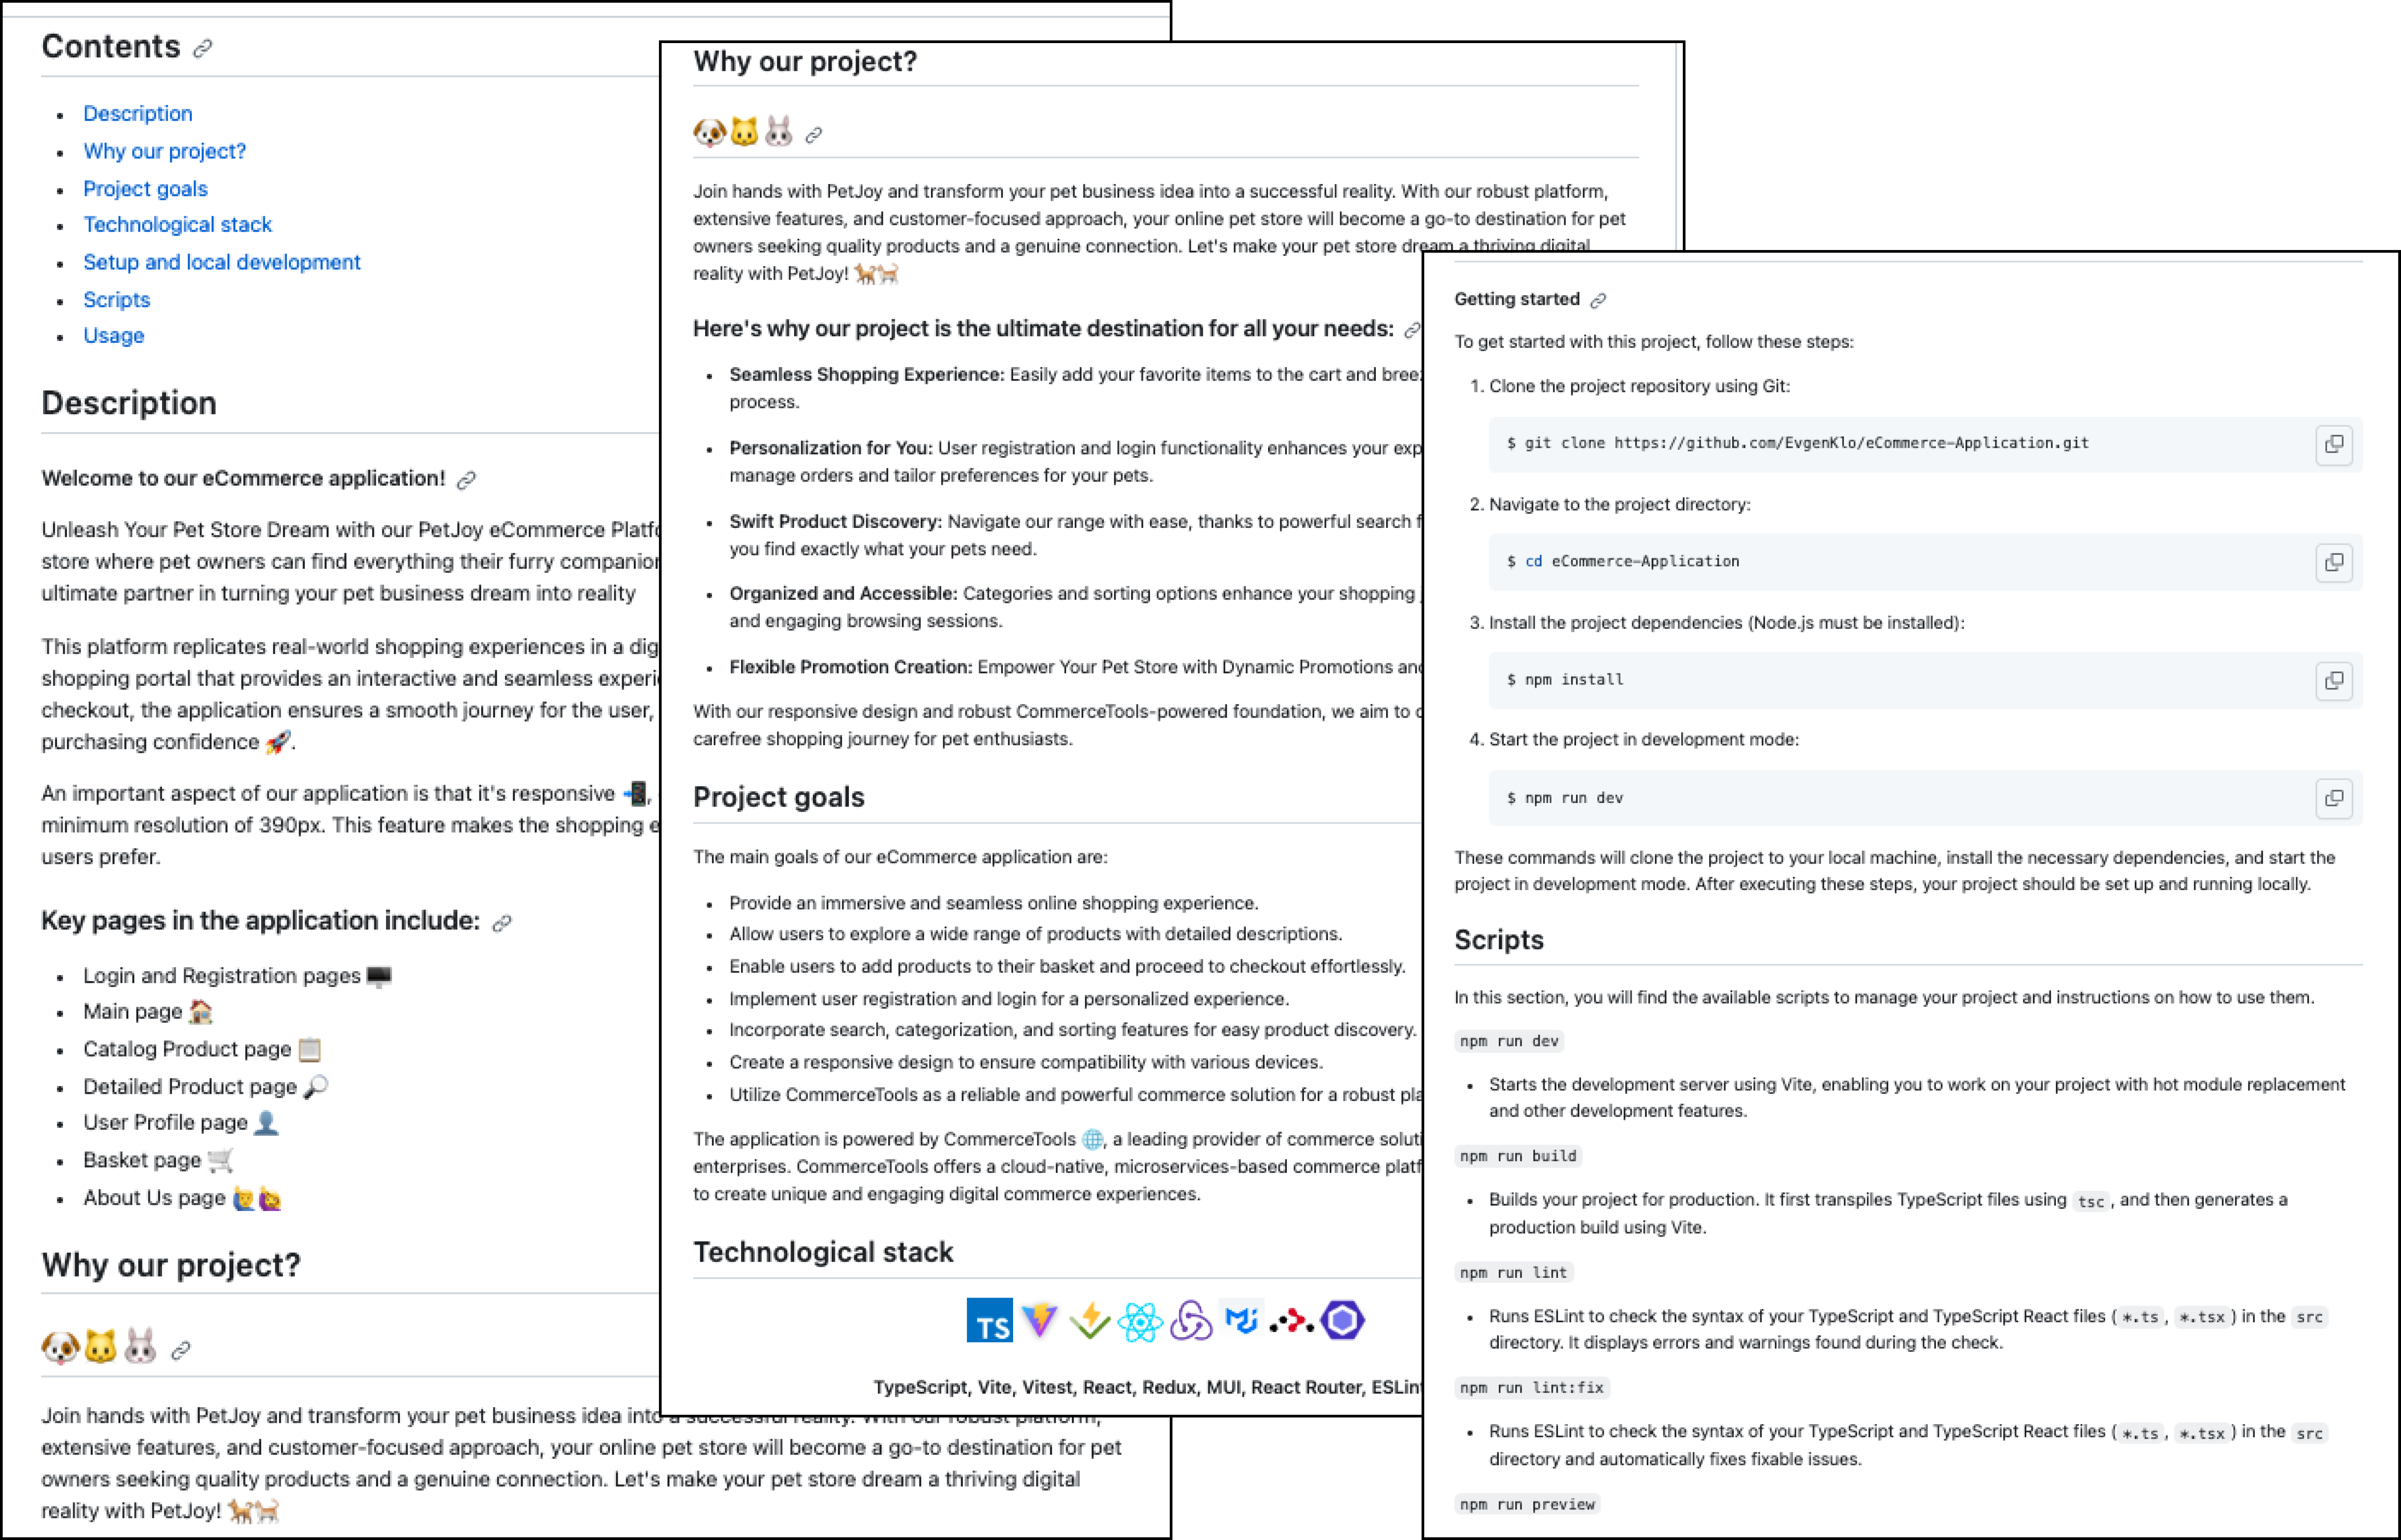 Contents
Description
Why our project?
Project goals
Technological stack
Setup and local development
Scripts
Usage
Description
Welcome to our eCommerce application!
Unleash Your Pet Store Dream with our PetJoy eCommerce
store where pet owners can find everything their furry
ultimate partner in turning your pet business dream into reality
This platform replicates real-world shopping experiences in a
shopping portal that provides an interactive and seamless
checkout, the application ensures a smooth journey for the user,
purchasing confidence 🚀.
An important aspect of our application is that it's responsive 📲,
minimum resolution of 390px. This feature makes the shopping
users prefer.
Key pages in the application include:
Login and Registration pages 🖥️
Main page 🏠
Catalog Product page 📋
Detailed Product page 🔎
User Profile page 👤
Basket page 🛒
About Us page 🙋‍♂️🙋‍♀️
Why our project?
🐶🐱🐰
Join hands with PetJoy and transform your pet business idea into a successful reality. With our robust platform,
extensive features, and customer-focused approach, your online pet store will become a go-to destination for pet
owners seeking quality products and a genuine connection. Let's make your pet store dream a thriving digital
reality with PetJoy! 🐕🐈
Why our project?
🐶🐱🐰
Join hands with PetJoy and transform your pet business idea into a successful reality. With our robust platform,
extensive features, and customer-focused approach, your online pet store will become a go-to destination for pet
owners seeking quality products and a genuine connection. Let's make your pet store dream a thriving digital
reality with PetJoy! 🐕🐈
Here's why our project is the ultimate destination for all your needs:
Seamless Shopping Experience: Easily add your favorite items to the cart and
process.
Personalization for You: User registration and login functionality enhances your
manage orders and tailor preferences for your pets.
Swift Product Discovery: Navigate our range with ease, thanks to powerful search
you find exactly what your pets need.
Organized and Accessible: Categories and sorting options enhance your shopping
and engaging browsing sessions.
Flexible Promotion Creation: Empower Your Pet Store with Dynamic Promotions and
With our responsive design and robust CommerceTools-powered foundation, we aim to
carefree shopping journey for pet enthusiasts.
Project goals
The main goals of our eCommerce application are:
Provide an immersive and seamless online shopping experience.
Allow users to explore a wide range of products with detailed descriptions.
Enable users to add products to their basket and proceed to checkout effortlessly.
Implement user registration and login for a personalized experience.
Incorporate search, categorization, and sorting features for easy product discovery.
Create a responsive design to ensure compatibility with various devices.
Utilize CommerceTools as a reliable and powerful commerce solution for a robust
The application is powered by CommerceTools 🌐, a leading provider of commerce
enterprises. CommerceTools offers a cloud-native, microservices-based commerce
to create unique and engaging digital commerce experiences.
Technological stack
TS
TypeScript, Vite, Vitest, React, Redux, MUI, React Router, ESLint
Getting started
To get started with this project, follow these steps:
1. Clone the project repository using Git:
$ git clone https://github.com/EvgenKlo/eCommerce-Application.git
2. Navigate to the project directory:
$ cd eCommerce-Application
3. Install the project dependencies (Node.js must be installed):
$ npm install
4. Start the project in development mode:
$ npm run dev
These commands will clone the project to your local machine, install the necessary dependencies, and start the
project in development mode. After executing these steps, your project should be set up and running locally.
Scripts
In this section, you will find the available scripts to manage your project and instructions on how to use them.
npm run dev
Starts the development server using Vite, enabling you to work on your project with hot module replacement
and other development features.
npm run build
Builds your project for production. It first transpiles TypeScript files using tsc, and then generates a
production build using Vite.
npm run lint
Runs ESLint to check the syntax of your TypeScript and TypeScript React files (*.ts, *.tsx) in the src
directory. It displays errors and warnings found during the check.
npm run lint:fix
Runs ESLint to check the syntax of your TypeScript and TypeScript React files (*.ts, *.tsx) in the src
directory and automatically fixes fixable issues.
npm run preview